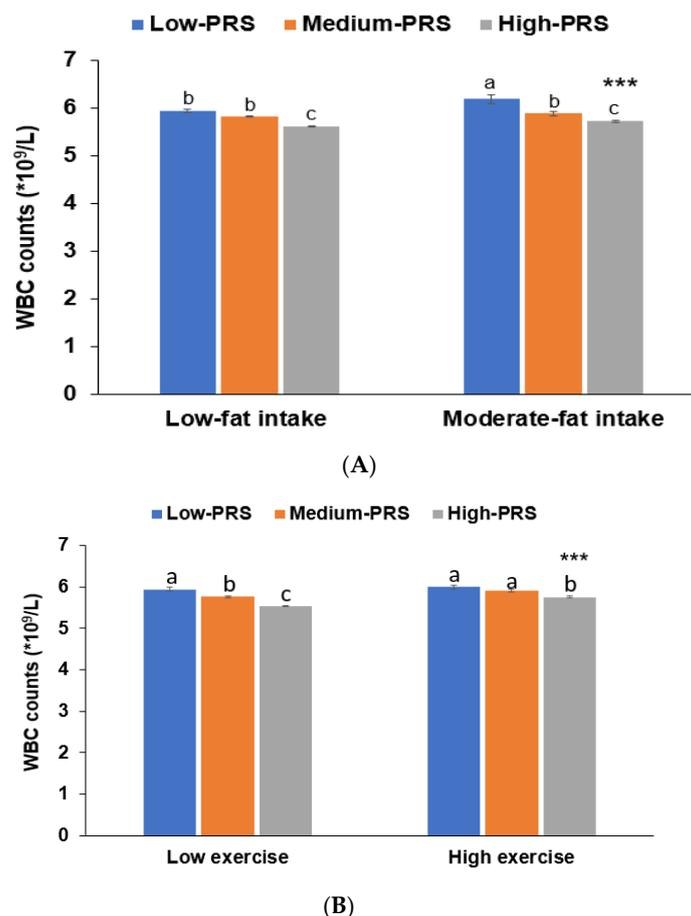 Low-PRS Medium-PRS High-PRS
7
6
5
4
3
2
1
0
WBC counts (*10⁹/L)
b b c
a b c ***
Low-fat intake Moderate-fat intake
(A)
Low-PRS Medium-PRS High-PRS
7
6
5
4
3
2
1
0
WBC counts (*10⁹/L)
a b c
a a b ***
Low exercise High exercise
(B)